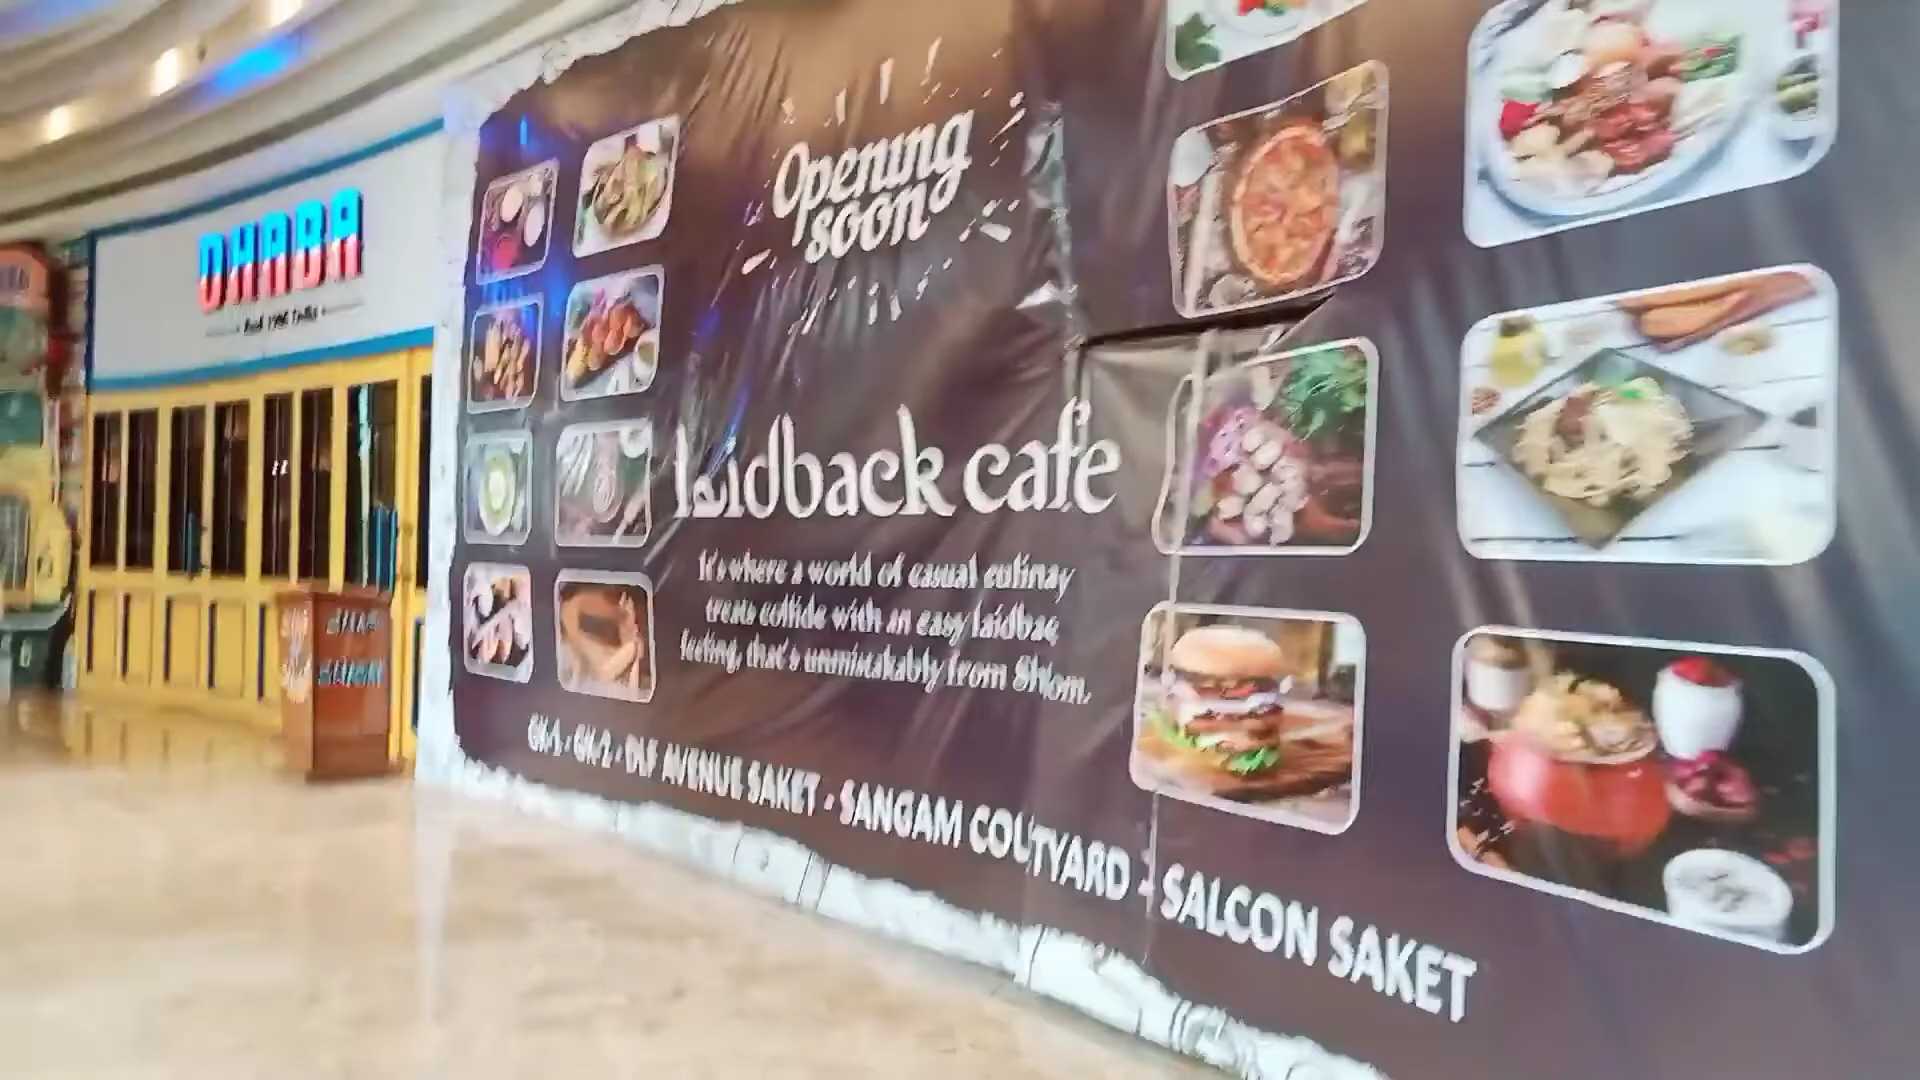 DHABA
Opening
soon
laidback cafe
It's where a world of casual culinay
treats collide with an easy laidbac
feeling, that's unmistakably from Shom.
GK-1 - GK-2 - DLF AVENUE SAKET - SANGAM COUTYARD - SALCON SAKET